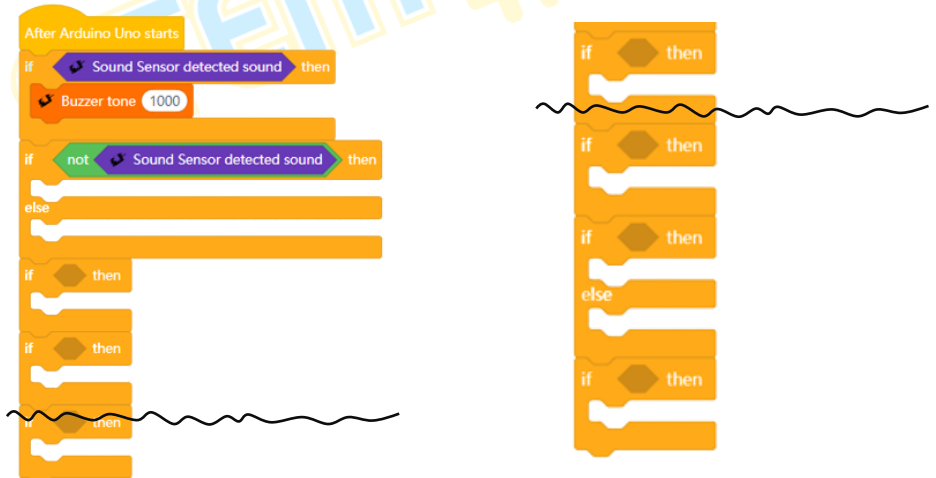 After Arduino Uno starts
if Sound Sensor detected sound then
Buzzer tone 1000
if not Sound Sensor detected sound then
else
if then
if then
if then
if then
if then
if then
else
if then